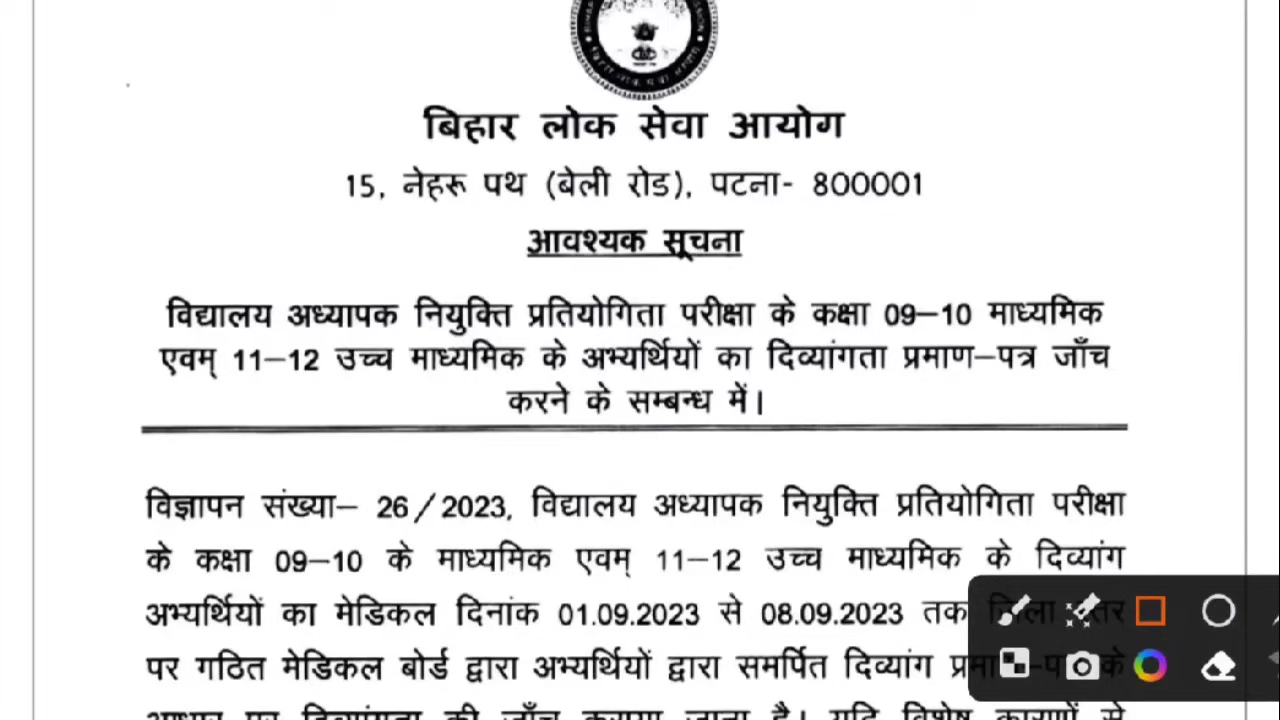 बिहार लोक सेवा आयोग
15, नेहरू पथ (बेली रोड), पटना- 800001
आवश्यक सूचना
विद्यालय अध्यापक नियुक्ति प्रतियोगिता परीक्षा के कक्षा 09–10 माध्यमिक
एवम् 11–12 उच्च माध्यमिक के अभ्यर्थियों का दिव्यांगता प्रमाण–पत्र जाँच
करने के सम्बन्ध में।
विज्ञापन संख्या– 26/2023, विद्यालय अध्यापक नियुक्ति प्रतियोगिता परीक्षा
के कक्षा 09–10 के माध्यमिक एवम् 11–12 उच्च माध्यमिक के दिव्यांग
अभ्यर्थियों का मेडिकल दिनांक 01.09.2023 से 08.09.2023 तक जिला स्तर
पर गठित मेडिकल बोर्ड द्वारा अभ्यर्थियों द्वारा समर्पित दिव्यांग प्रमाण–पत्र के